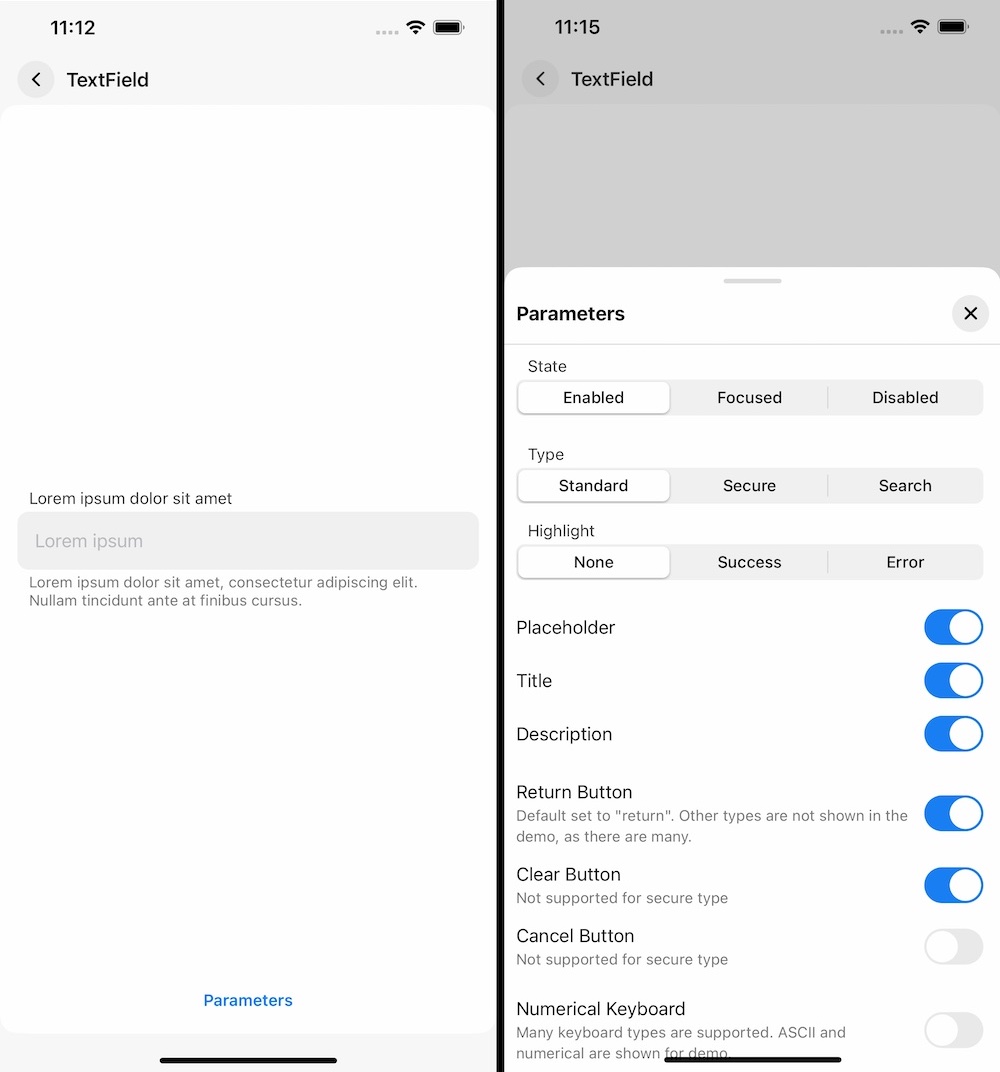 11:12
TextField
Lorem ipsum dolor sit amet
Lorem ipsum
Lorem ipsum dolor sit amet, consectetur adipiscing elit.
Nullam tincidunt ante at finibus cursus.
Parameters
11:15
TextField
Parameters
State
Enabled Focused Disabled
Type
Standard Secure Search
Highlight
None Success Error
Placeholder
Title
Description
Return Button
Default set to "return". Other types are not shown in the
demo, as there are many.
Clear Button
Not supported for secure type
Cancel Button
Not supported for secure type
Numerical Keyboard
Many keyboard types are supported. ASCII and
numerical are shown for demo.